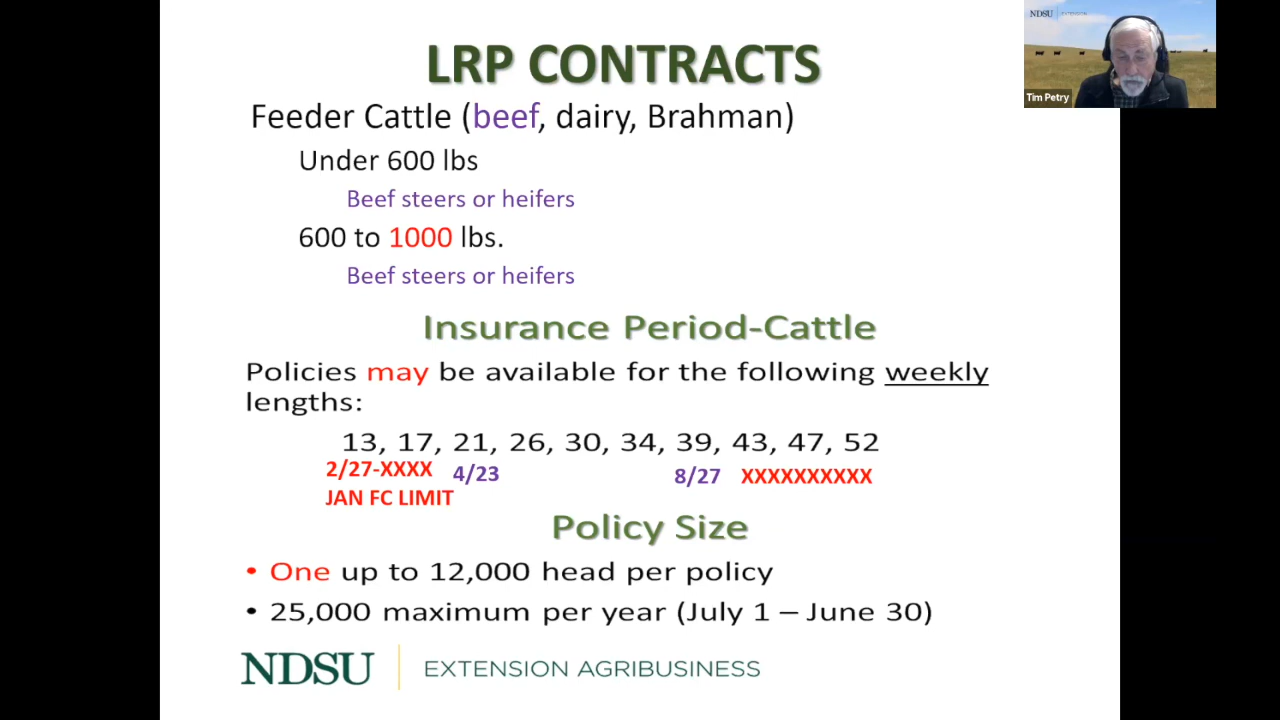 NDSU EXTENSION
Tim Petry
LRP CONTRACTS
Feeder Cattle (beef, dairy, Brahman)
Under 600 lbs
Beef steers or heifers
600 to 1000 lbs.
Beef steers or heifers
Insurance Period-Cattle
Policies may be available for the following weekly
lengths:
13, 17, 21, 26, 30, 34, 39, 43, 47, 52
2/27-XXXX 4/23 8/27 XXXXXXXXXX
JAN FC LIMIT
Policy Size
• One up to 12,000 head per policy
• 25,000 maximum per year (July 1 – June 30)
NDSU EXTENSION AGRIBUSINESS